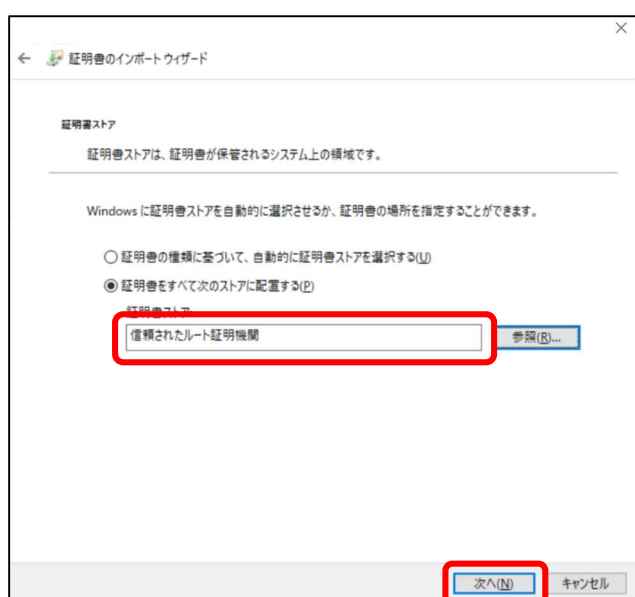 証明書のインポート ウィザード
証明書ストア
証明書ストアは、証明書が保管されるシステム上の領域です。
Windows に証明書ストアを自動的に選択させるか、証明書の場所を指定することができます。
証明書の種類に基づいて、自動的に証明書ストアを選択する(U)
証明書をすべて次のストアに配置する(P)
証明書ストア:
信頼されたルート証明機関
参照(R)...
次へ(N)
キャンセル